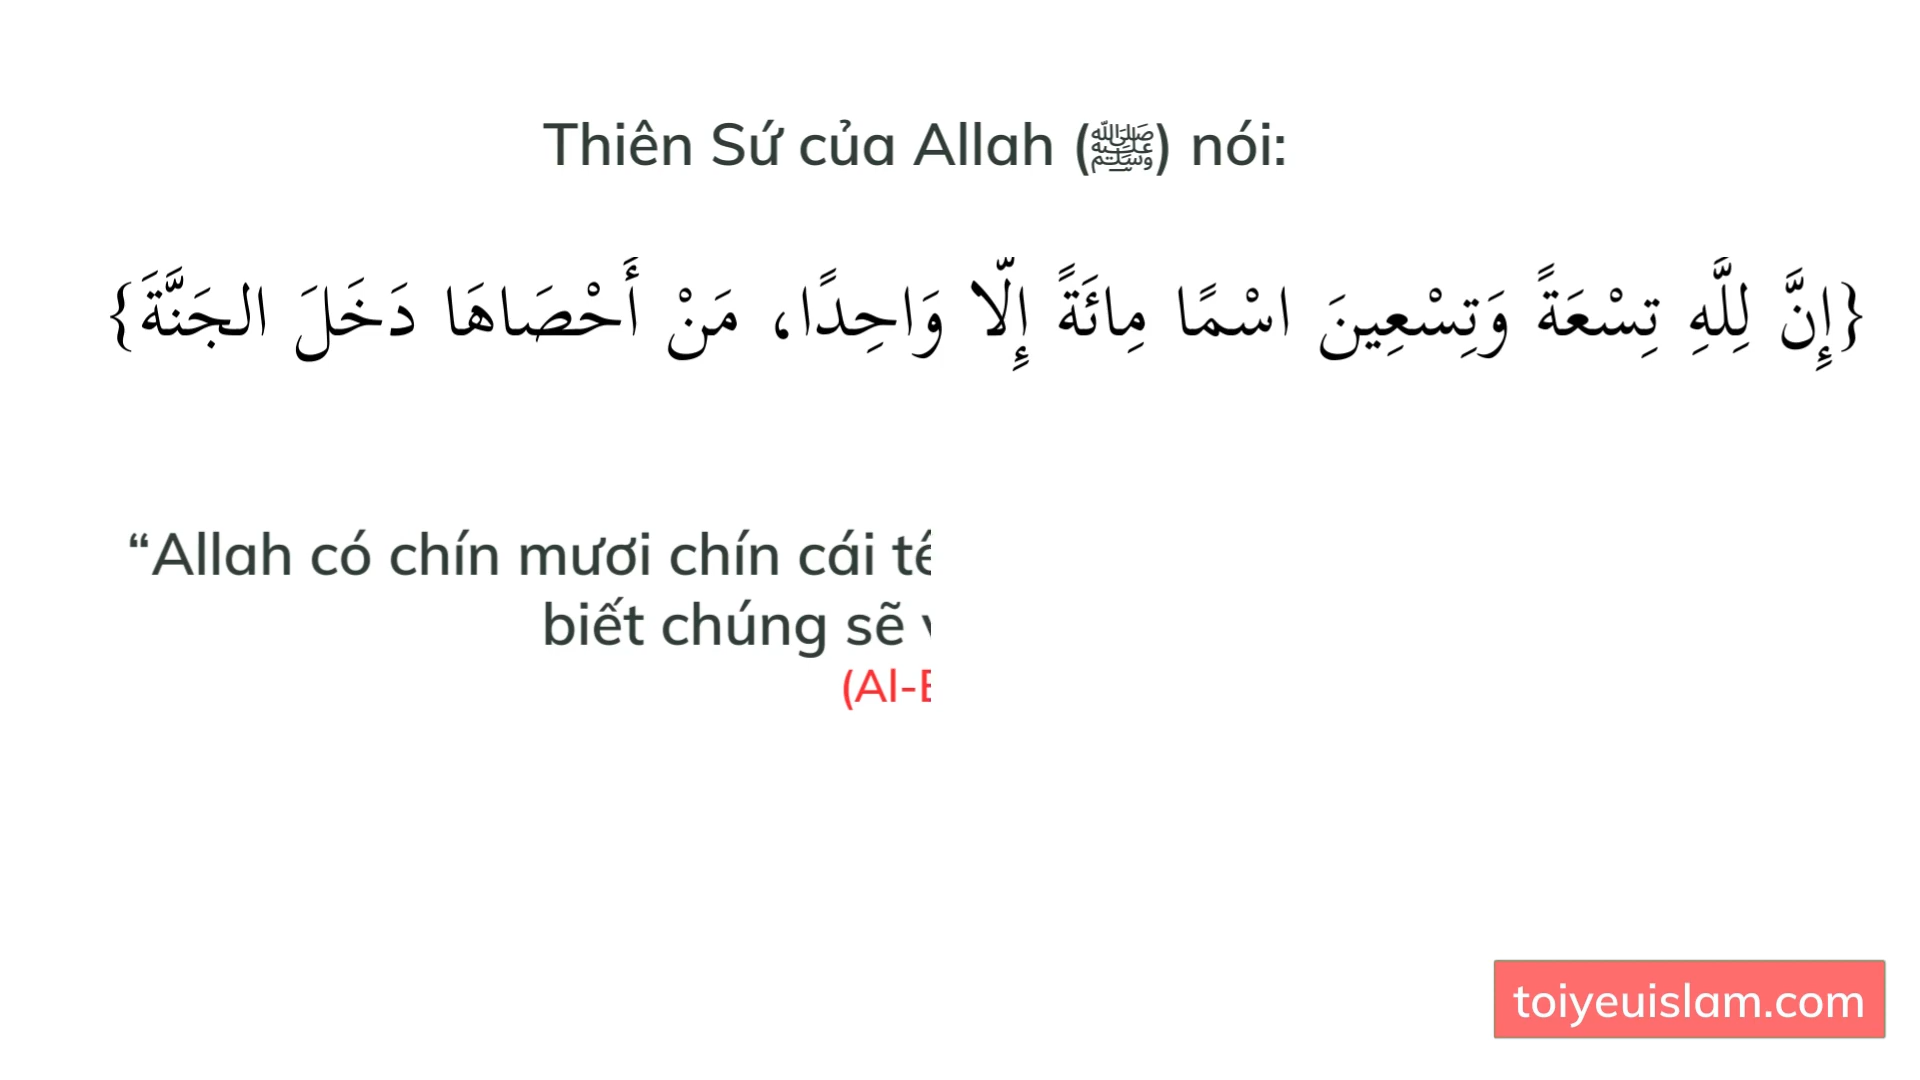 Thiên Sứ của Allah (ﷺ) nói:
{إِنَّ لِلَّهِ تِسْعَةً وَتِسْعِينَ اسْمًا مِائَةً إِلّا وَاحِدًا، مَنْ أَحْصَاهَا دَخَلَ الجَنَّةَ}
“Allah có chín mươi chín cái
biết chúng sẽ
(Al-
toiyeuislam.com